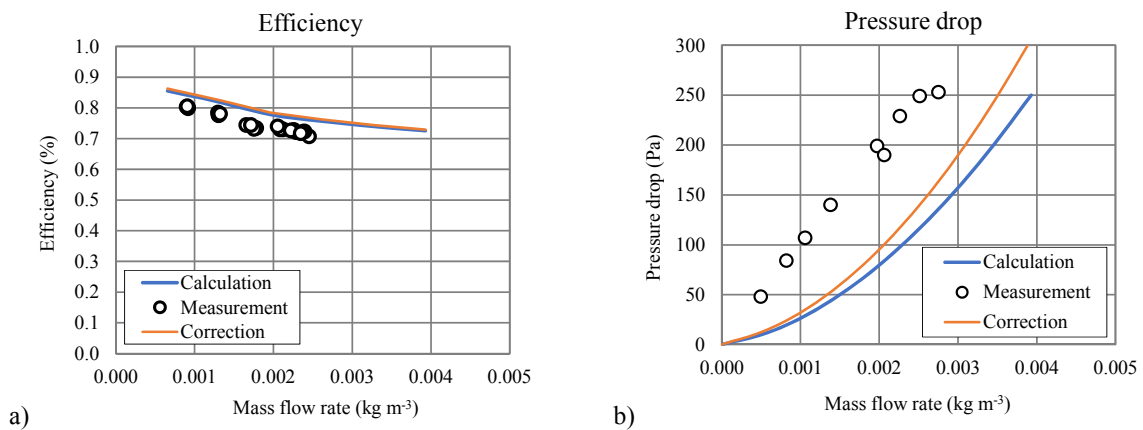 Efficiency
1.0
0.9
0.8
0.7
0.6
0.5
0.4
0.3
0.2
0.1
0.0
Efficiency (%)
Calculation
Measurement
Correction
0.000 0.001 0.002 0.003 0.004 0.005
Mass flow rate (kg m⁻³)
a)
Pressure drop
300
250
200
150
100
50
0
Pressure drop (Pa)
Calculation
Measurement
Correction
0.000 0.001 0.002 0.003 0.004 0.005
Mass flow rate (kg m⁻³)
b)